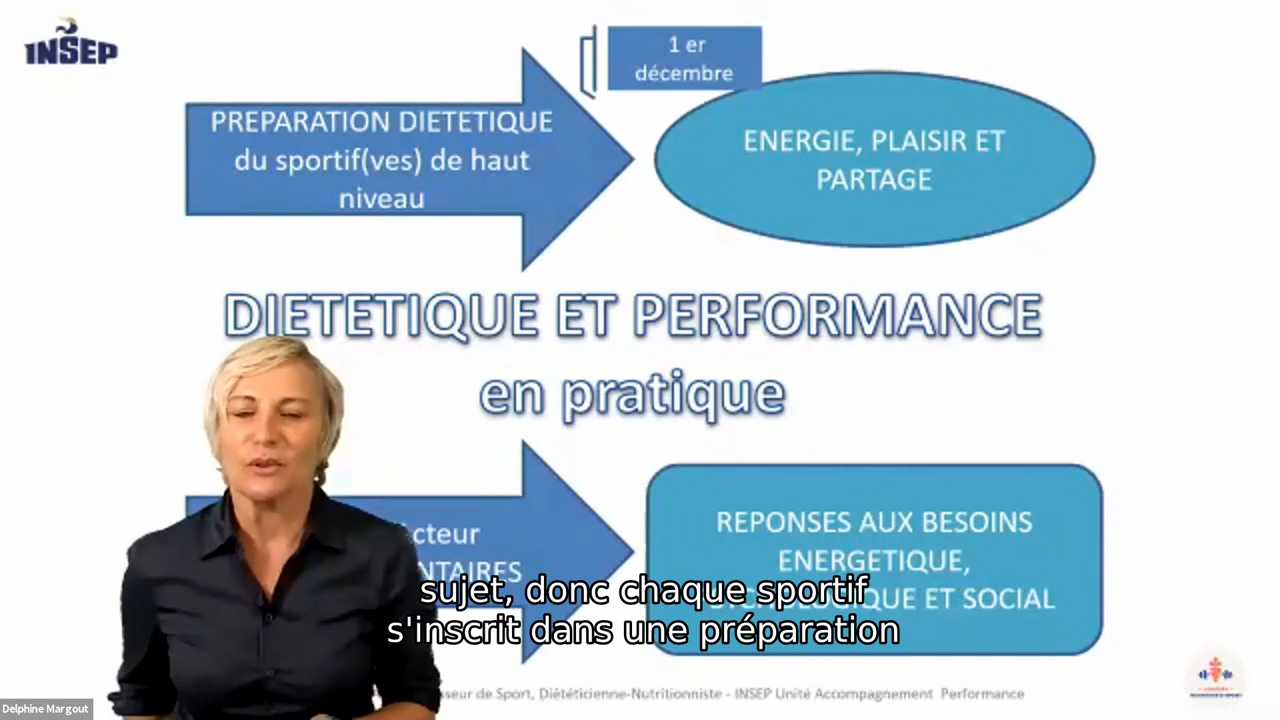 INSEP
1 er
décembre
PREPARATION DIETETIQUE
du sportif(ves) de haut
niveau
ENERGIE, PLAISIR ET
PARTAGE
DIETETIQUE ET PERFORMANCE
en pratique
cteur
NTAIRES
REPONSES AUX BESOINS
ENERGETIQUE,
QUE ET SOCIAL
sujet, donc chaque sportif
s'inscrit dans une préparation
sseur de Sport, Diététicienne-Nutritionniste - INSEP Unité Accompagnement Performance
Delphine Margout